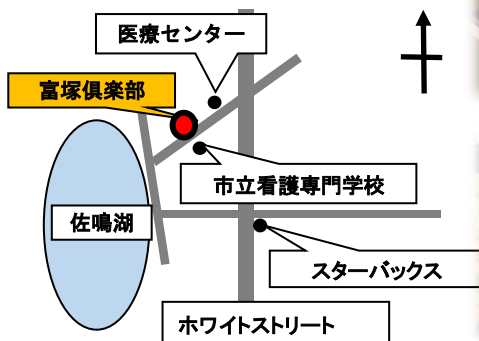 医療センター
富塚倶楽部
市立看護専門学校
佐鳴湖
スターバックス
ホワイトストリート